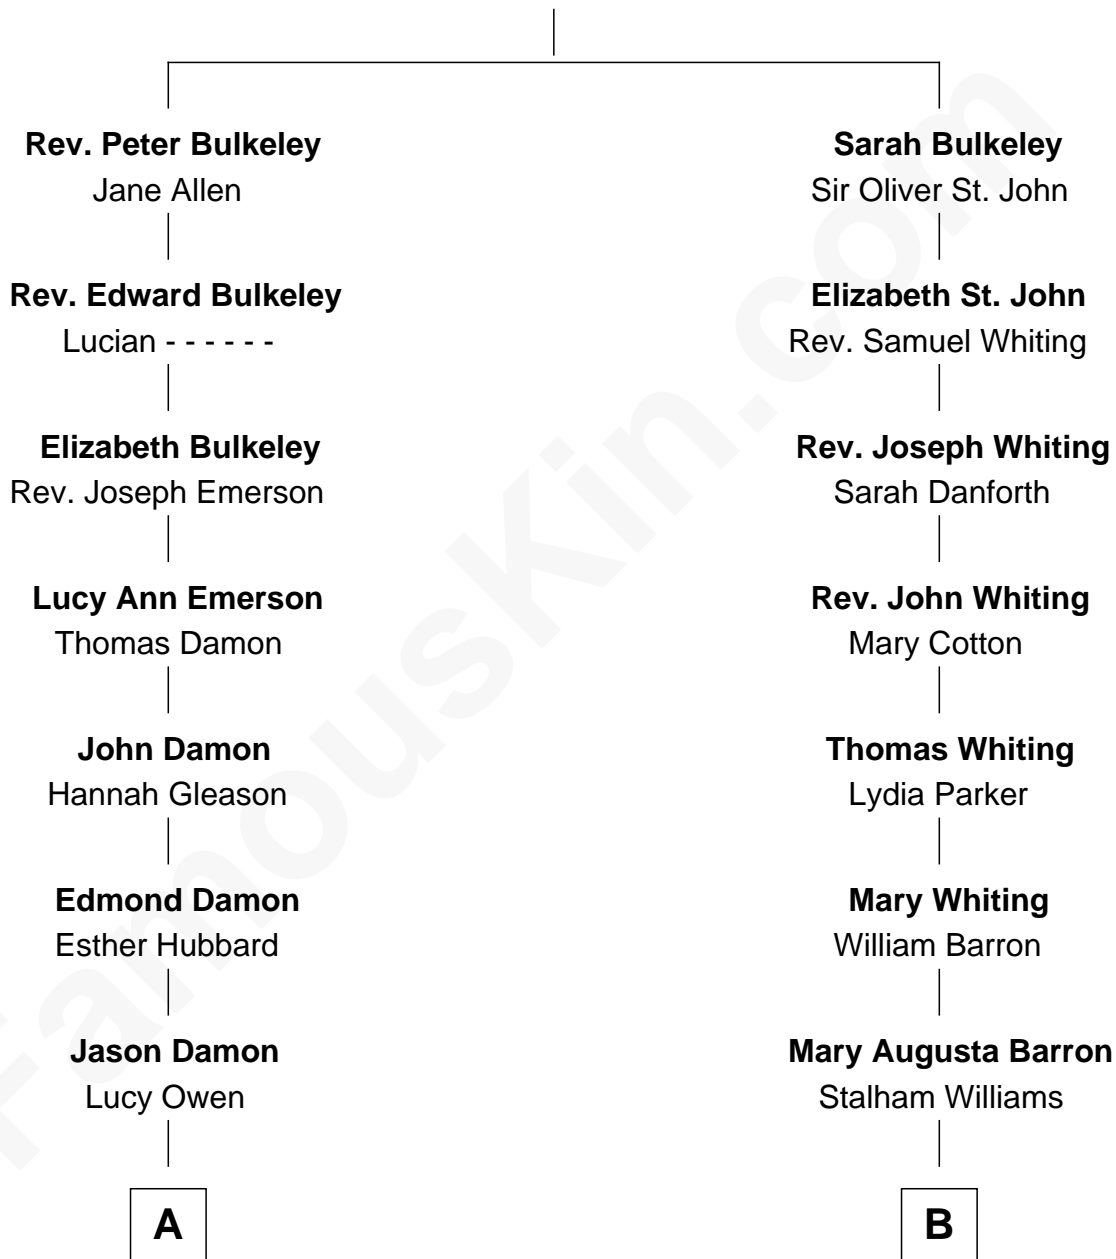 Rev. Peter Bulkeley
Jane Allen
Rev. Edward Bulkeley
Lucian - - - - - -
Elizabeth Bulkeley
Rev. Joseph Emerson
Lucy Ann Emerson
Thomas Damon
John Damon
Hannah Gleason
Edmond Damon
Esther Hubbard
Jason Damon
Lucy Owen
A
Sarah Bulkeley
Sir Oliver St. John
Elizabeth St. John
Rev. Samuel Whiting
Rev. Joseph Whiting
Sarah Danforth
Rev. John Whiting
Mary Cotton
Thomas Whiting
Lydia Parker
Mary Whiting
William Barron
Mary Augusta Barron
Stalham Williams
B
FamousKin.com